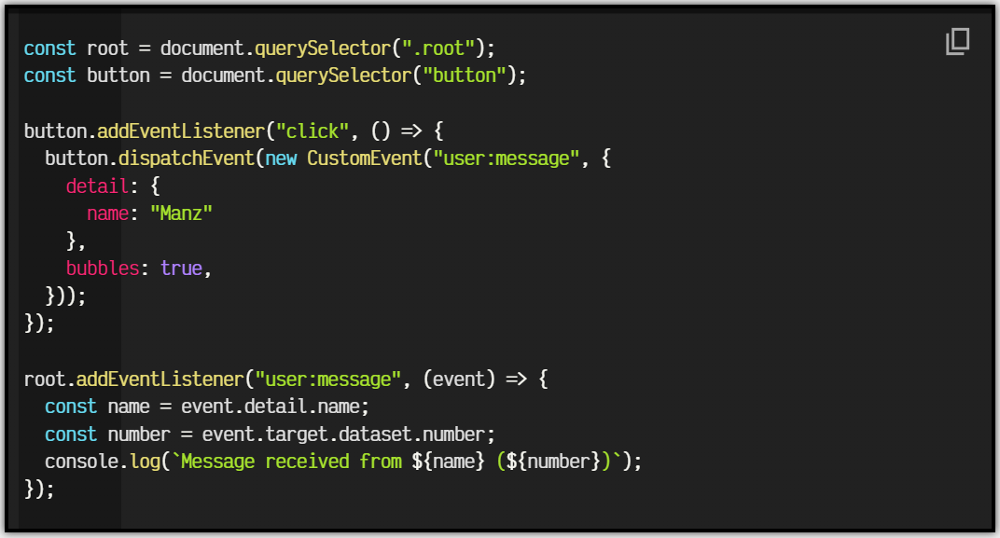 const root = document.querySelector(".root");
const button = document.querySelector("button");

button.addEventListener("click", () => {
  button.dispatchEvent(new CustomEvent("user:message", {
    detail: {
      name: "Manz"
    },
    bubbles: true,
  }));
});

root.addEventListener("user:message", (event) => {
  const name = event.detail.name;
  const number = event.target.dataset.number;
  console.log(`Message received from ${name} (${number})`);
});